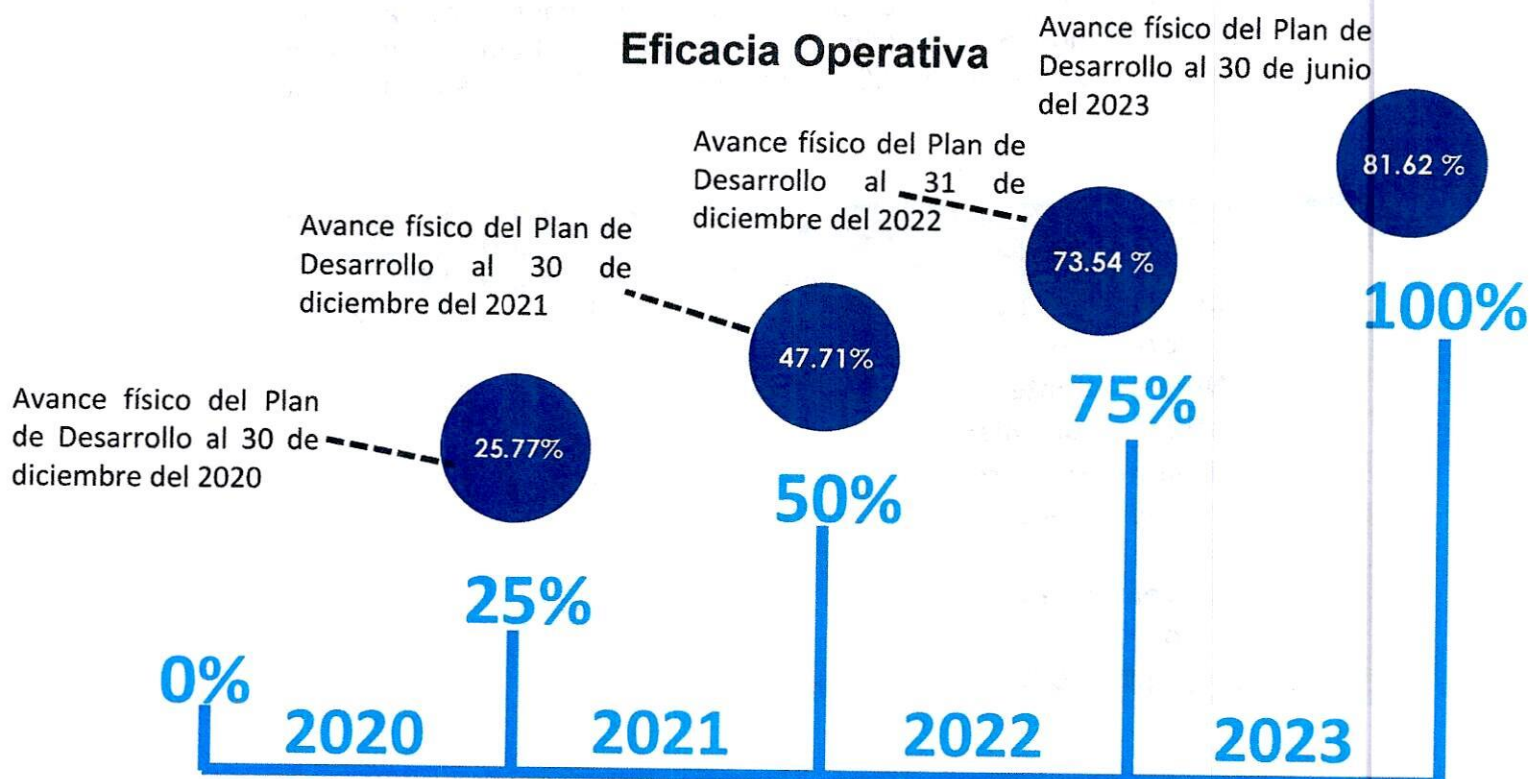 Eficacia Operativa
Avance físico del Plan de
Desarrollo al 30 de junio
del 2023
81.62 %
Avance físico del Plan de
Desarrollo al 31 de
diciembre del 2022
73.54 %
100%
Avance físico del Plan de
Desarrollo al 30 de
diciembre del 2021
47.71%
75%
Avance físico del Plan
de Desarrollo al 30 de
diciembre del 2020
25.77%
50%
25%
0%
2020
2021
2022
2023